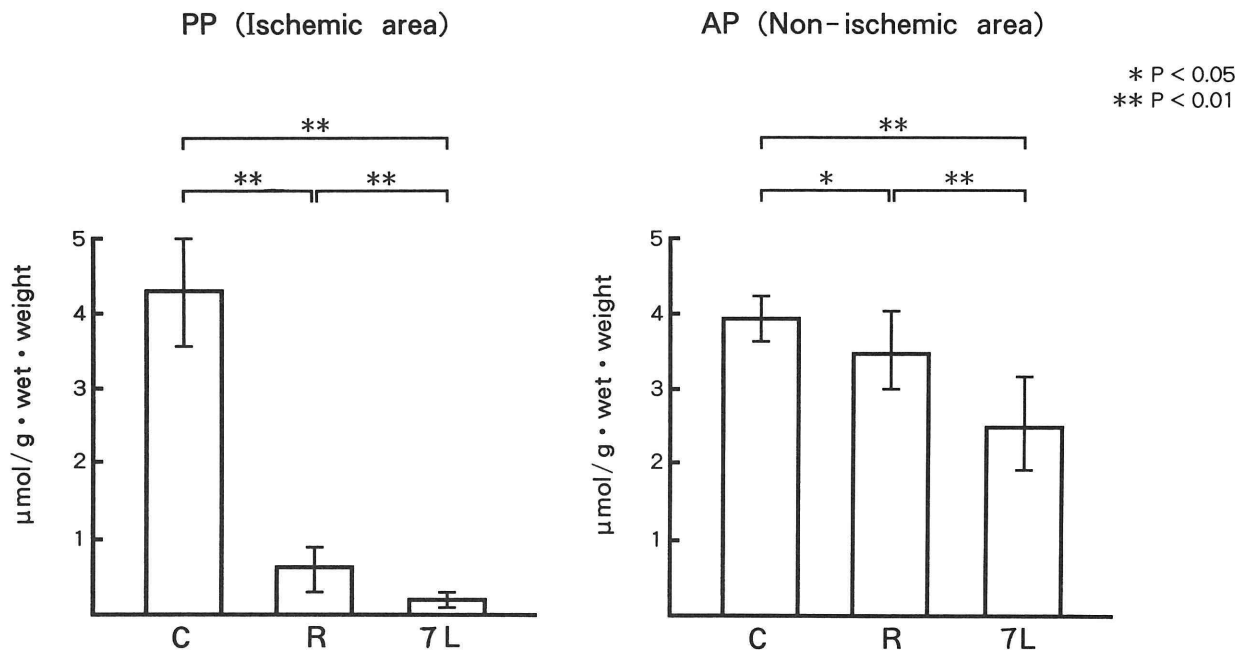 PP (Ischemic area)
AP (Non-ischemic area)
* P < 0.05
** P < 0.01
**
** **
**
* **
μmol/g・wet・weight
5
4
3
2
1
C R 7L
μmol/g・wet・weight
5
4
3
2
1
C R 7L